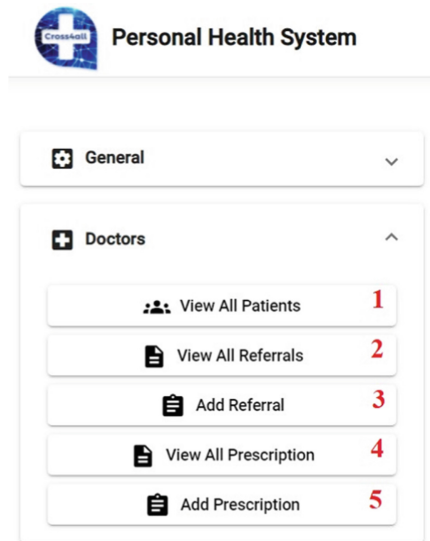 Cross4all
Personal Health System
General
Doctors
View All Patients 1
View All Referrals 2
Add Referral 3
View All Prescription 4
Add Prescription 5